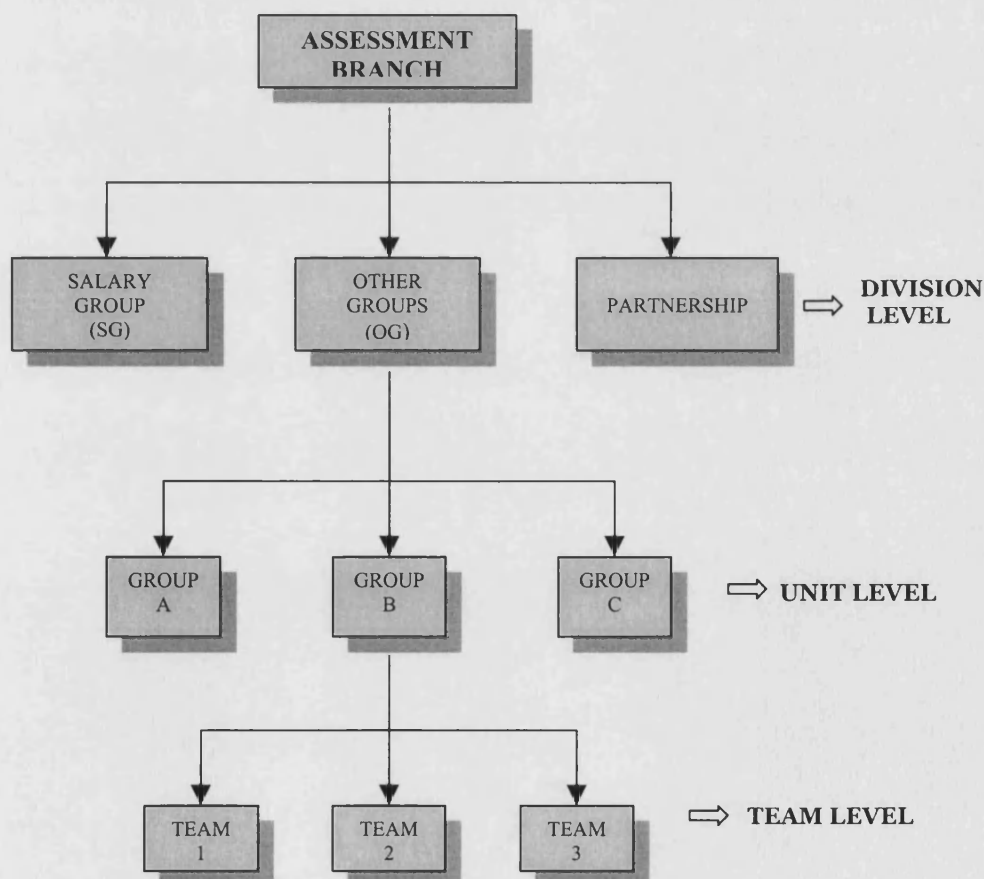 ASSESSMENT
BRANCH
SALARY
GROUP
(SG)
OTHER
GROUPS
(OG)
PARTNERSHIP
DIVISION
LEVEL
GROUP
A
GROUP
B
GROUP
C
UNIT LEVEL
TEAM
1
TEAM
2
TEAM
3
TEAM LEVEL